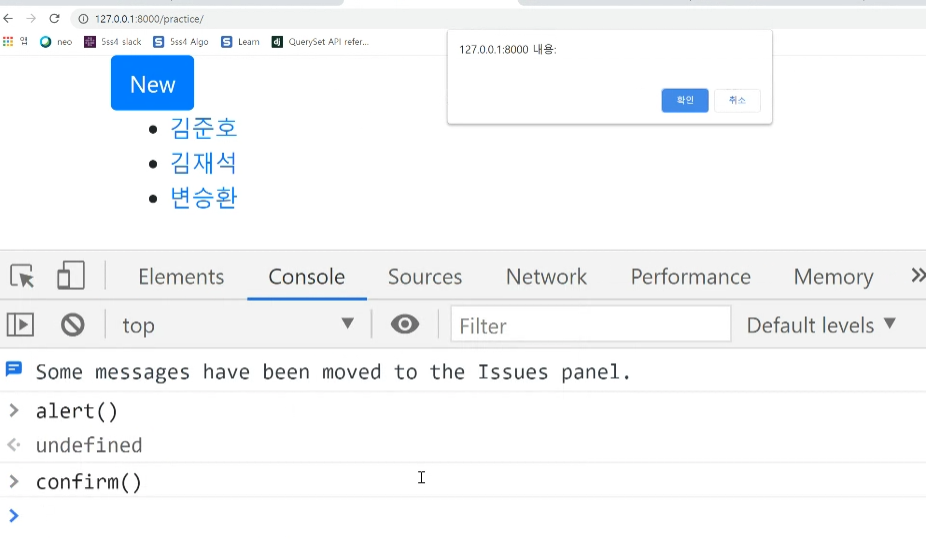 127.0.0.1:8000/practice/
앱 neo 5ss4 slack 5ss4 Algo Learn QuerySet API refer...
127.0.0.1:8000 내용:
확인 취소
New
김준호
김재석
변승환
Elements Console Sources Network Performance Memory
top Filter Default levels
Some messages have been moved to the Issues panel.
alert()
undefined
confirm()